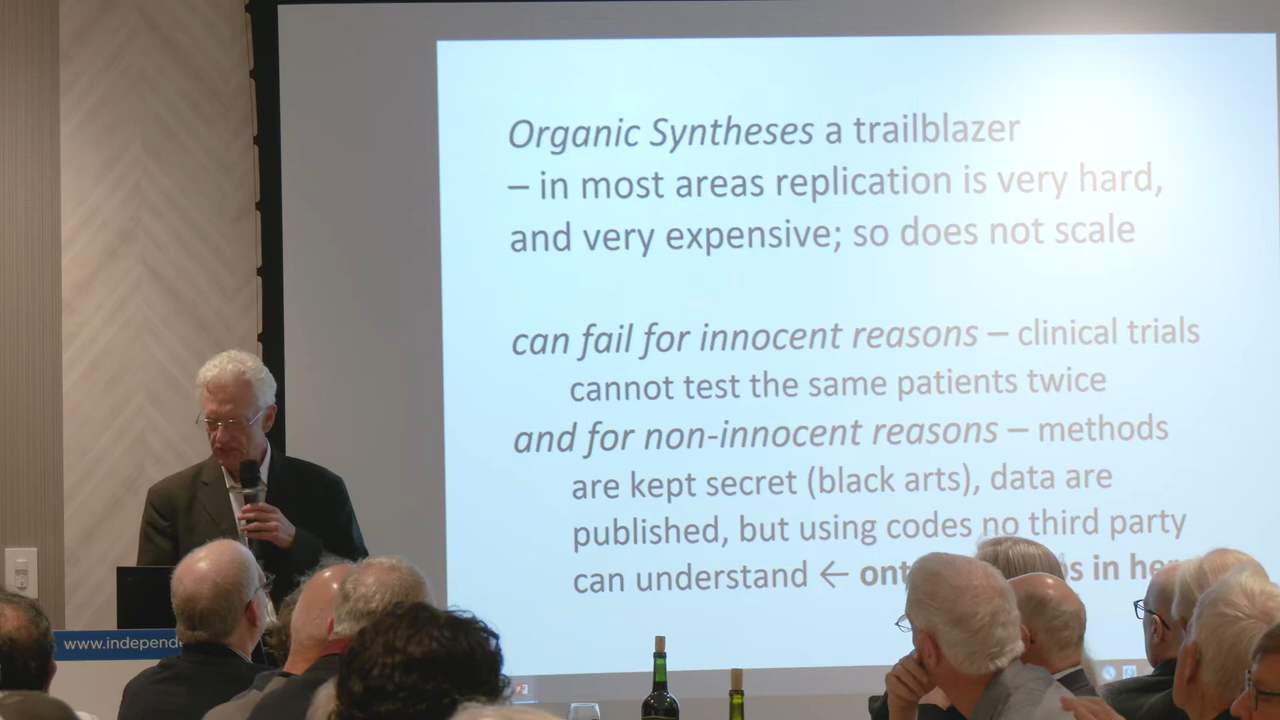 Organic Syntheses a trailblazer
– in most areas replication is very hard,
and very expensive; so does not scale
can fail for innocent reasons – clinical trials
cannot test the same patients twice
and for non-innocent reasons – methods
are kept secret (black arts), data are
published, but using codes no third party
can understand ← in
www.independe